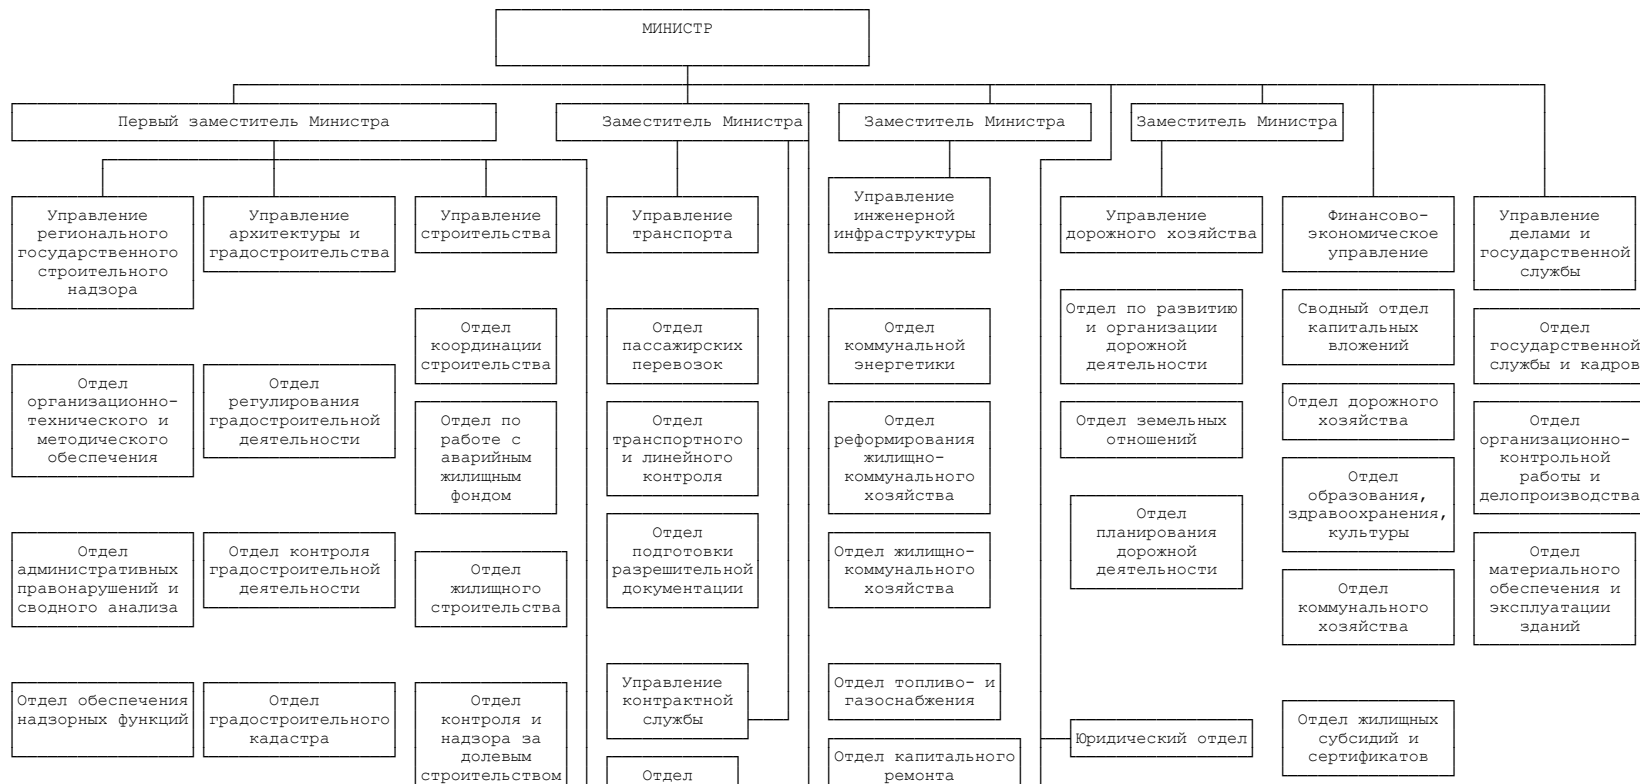 МИНИСТР
Первый заместитель Министра
Заместитель Министра
Заместитель Министра
Заместитель Министра
Управление
регионального
государственного
строительного
надзора
Управление
архитектуры и
градостроительства
Управление
строительства
Управление
транспорта
Управление
инженерной
инфраструктуры
Управление
дорожного хозяйства
Финансово-
экономическое
управление
Управление
делами и
государственной
службы
Отдел
организационно-
технического и
методического
обеспечения
Отдел
регулирования
градостроительной
деятельности
Отдел
координации
строительства
Отдел
пассажирских
перевозок
Отдел
коммунальной
энергетики
Отдел по развитию
и организации
дорожной
деятельности
Сводный отдел
капитальных
вложений
Отдел
государственной
службы и кадров
Отдел по
работе с
аварийным
жилищным
фондом
Отдел
транспортного
и линейного
контроля
Отдел
реформирования
жилищно-
коммунального
хозяйства
Отдел земельных
отношений
Отдел дорожного
хозяйства
Отдел
организационно-
контрольной
работы и
делопроизводства
Отдел
образования,
здравоохранения,
культуры
Отдел
административных
правонарушений и
сводного анализа
Отдел контроля
градостроительной
деятельности
Отдел
жилищного
строительства
Отдел
подготовки
разрешительной
документации
Отдел жилищно-
коммунального
хозяйства
Отдел
планирования
дорожной
деятельности
Отдел
коммунального
хозяйства
Отдел
материального
обеспечения и
эксплуатации
зданий
Отдел обеспечения
надзорных функций
Отдел
градостроительного
кадастра
Отдел
контроля и
надзора за
долевым
строительством
Управление
контрактной
службы
Отдел
Отдел топливо- и
газоснабжения
Отдел капитального
ремонта
Юридический отдел
Отдел жилищных
субсидий и
сертификатов